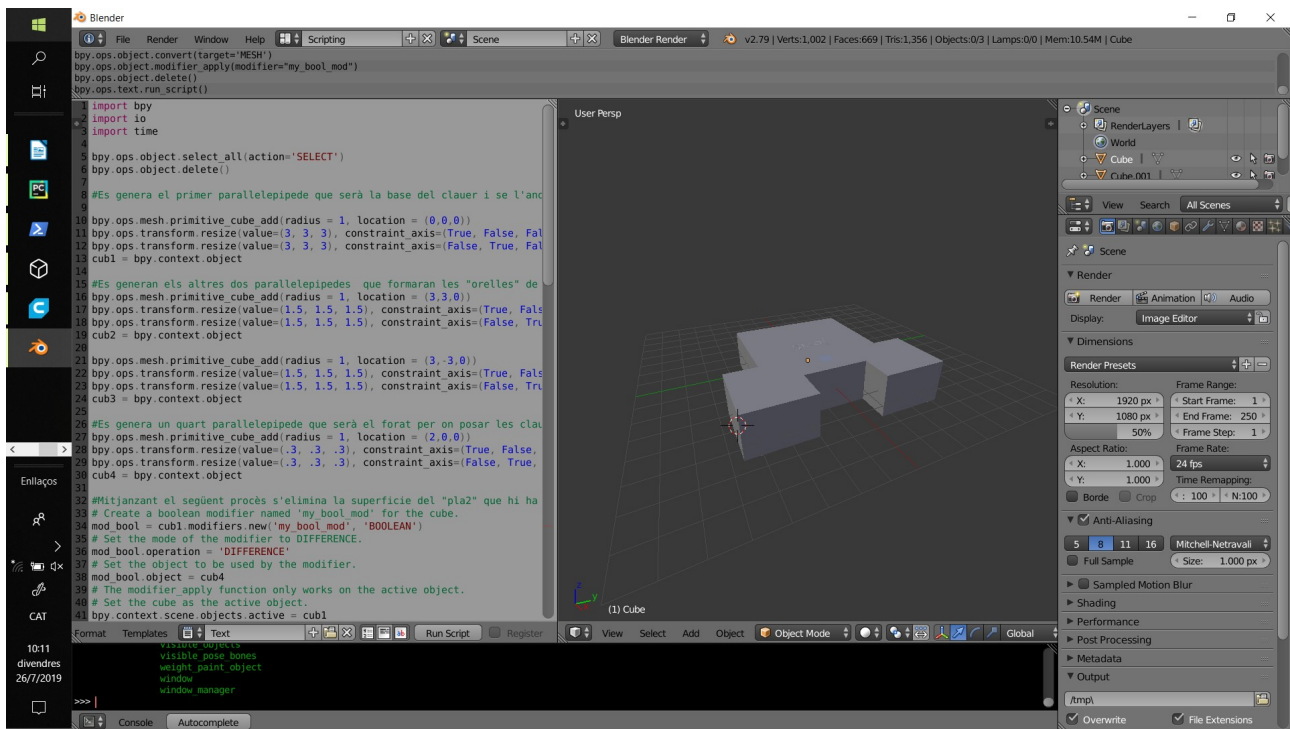 Blender
File Render Window Help Scripting Scene Blender Render v2.79 | Verts:1,002 | Faces:669 | Tris:1,356 | Objects:0/3 | Lamps:0/0 | Mem:10.54M | Cube
bpy.ops.object.convert(target='MESH')
bpy.ops.object.modifier_apply(modifier="my_bool_mod")
bpy.ops.object.delete()
bpy.ops.text.run_script()
1 import bpy
2 import io
3 import time
4
5 bpy.ops.object.select_all(action='SELECT')
6 bpy.ops.object.delete()
7
8 #Es genera el primer parallelepipede que serà la base del clauer i se l'ano
9
10 bpy.ops.mesh.primitive_cube_add(radius = 1, location = (0,0,0))
11 bpy.ops.transform.resize(value=(3, 3, 3), constraint_axis=(True, False, Fal
12 bpy.ops.transform.resize(value=(3, 3, 3), constraint_axis=(False, True, Fal
13 cub1 = bpy.context.object
14
15 #Es generan els altres dos parallelepipedes que formaran les "orelles" de
16 bpy.ops.mesh.primitive_cube_add(radius = 1, location = (3,3,0))
17 bpy.ops.transform.resize(value=(1.5, 1.5, 1.5), constraint_axis=(True, Fals
18 bpy.ops.transform.resize(value=(1.5, 1.5, 1.5), constraint_axis=(False, Tru
19 cub2 = bpy.context.object
20
21 bpy.ops.mesh.primitive_cube_add(radius = 1, location = (3,-3,0))
22 bpy.ops.transform.resize(value=(1.5, 1.5, 1.5), constraint_axis=(True, Fals
23 bpy.ops.transform.resize(value=(1.5, 1.5, 1.5), constraint_axis=(False, Tru
24 cub3 = bpy.context.object
25
26 #Es genera un quart parallelepipede que serà el forat per on posar les clau
27 bpy.ops.mesh.primitive_cube_add(radius = 1, location = (2,0,0))
28 bpy.ops.transform.resize(value=(.3, .3, .3), constraint_axis=(True, False,
29 bpy.ops.transform.resize(value=(.3, .3, .3), constraint_axis=(False, True,
30 cub4 = bpy.context.object
31
32 #Mitjanzant el següent procès s'elimina la superficie del "pla2" que hi ha
33 # Create a boolean modifier named 'my_bool_mod' for the cube.
34 mod_bool = cub1.modifiers.new('my_bool_mod', 'BOOLEAN')
35 # Set the mode of the modifier to DIFFERENCE.
36 mod_bool.operation = 'DIFFERENCE'
37 # Set the object to be used by the modifier.
38 mod_bool.object = cub4
39 # The modifier_apply function only works on the active object.
40 # Set the cube as the active object.
41 bpy.context.scene.objects.active = cub1
Format Templates Text Run Script Register
visible_objects
visible_pose_bones
weight_paint_object
window
window_manager
>>>
Console Autocomplete
User Persp
z
y
(1) Cube
View Select Add Object Object Mode Global
Scene
RenderLayers |
World
Cube |
Cube.001 |
View Search All Scenes
Scene
Render
Render Animation Audio
Display: Image Editor
Dimensions
Render Presets
Resolution: Frame Range:
X: 1920 px Start Frame: 1
Y: 1080 px End Frame: 250
50% Frame Step: 1
Aspect Ratio: Frame Rate:
X: 1.000 24 fps
Y: 1.000 Time Remapping:
Borde Crop : 100 N:100
Anti-Aliasing
5 8 11 16 Mitchell-Netravali
Full Sample Size: 1.000 px
Sampled Motion Blur
Shading
Performance
Post Processing
Metadata
Output
/tmp\
Overwrite File Extensions
PC
Enllaços
CAT
10:11
divendres
26/7/2019